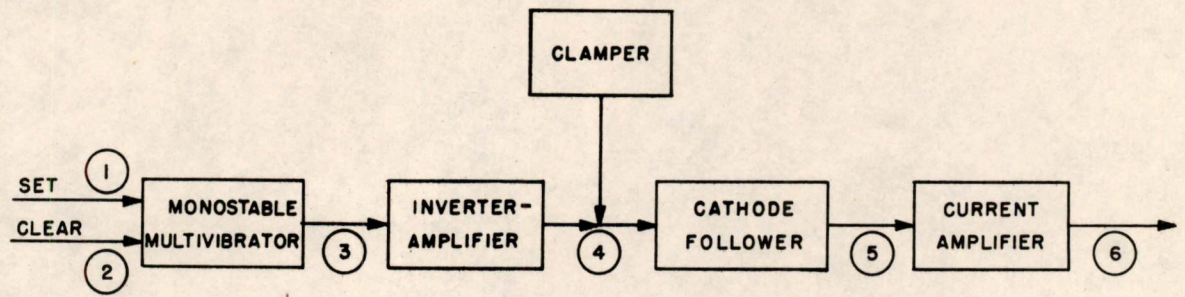 CLAMPER
1
SET
CLEAR
2
MONOSTABLE
MULTIVIBRATOR
3
INVERTER-
AMPLIFIER
4
CATHODE
FOLLOWER
5
CURRENT
AMPLIFIER
6